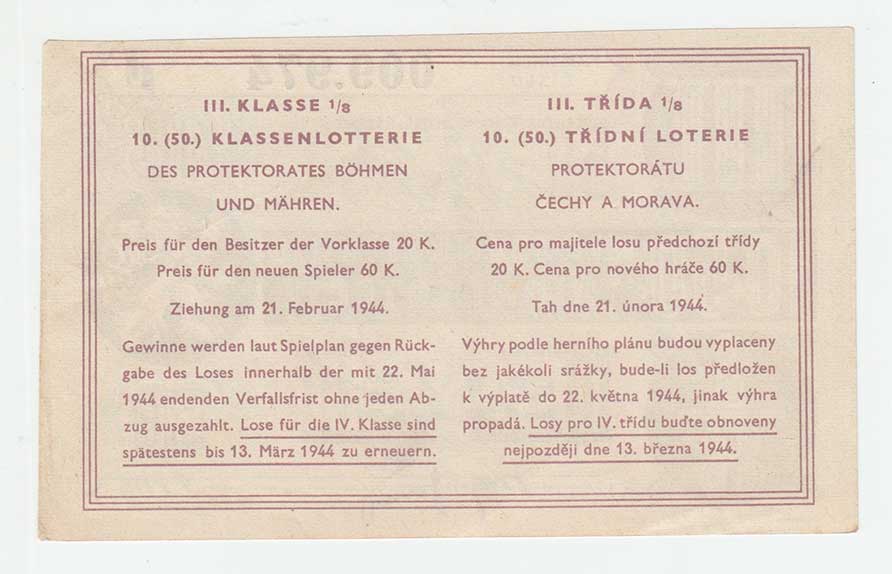 III. KLASSE 1/8
10. (50.) KLASSENLOTTERIE
DES PROTEKTORATES BÖHMEN
UND MÄHREN.
Preis für den Besitzer der Vorklasse 20 K.
Preis für den neuen Spieler 60 K.
Ziehung am 21. Februar 1944.
Gewinne werden laut Spielplan gegen Rück-
gabe des Loses innerhalb der mit 22. Mai
1944 endenden Verfallsfrist ohne jeden Ab-
zug ausgezahlt. Lose für die IV. Klasse sind
spätestens bis 13. März 1944 zu erneuern.
III. TŘÍDA 1/8
10. (50.) TŘÍDNÍ LOTERIE
PROTEKTORÁTU
ČECHY A MORAVA.
Cena pro majitele losu předchozí třídy
20 K. Cena pro nového hráče 60 K.
Tah dne 21. února 1944.
Výhry podle herního plánu budou vyplaceny
bez jakékoli srážky, bude-li los předložen
k výplatě do 22. května 1944, jinak výhra
propadá. Losy pro IV. třídu buďte obnoveny
nejpozději dne 13. března 1944.